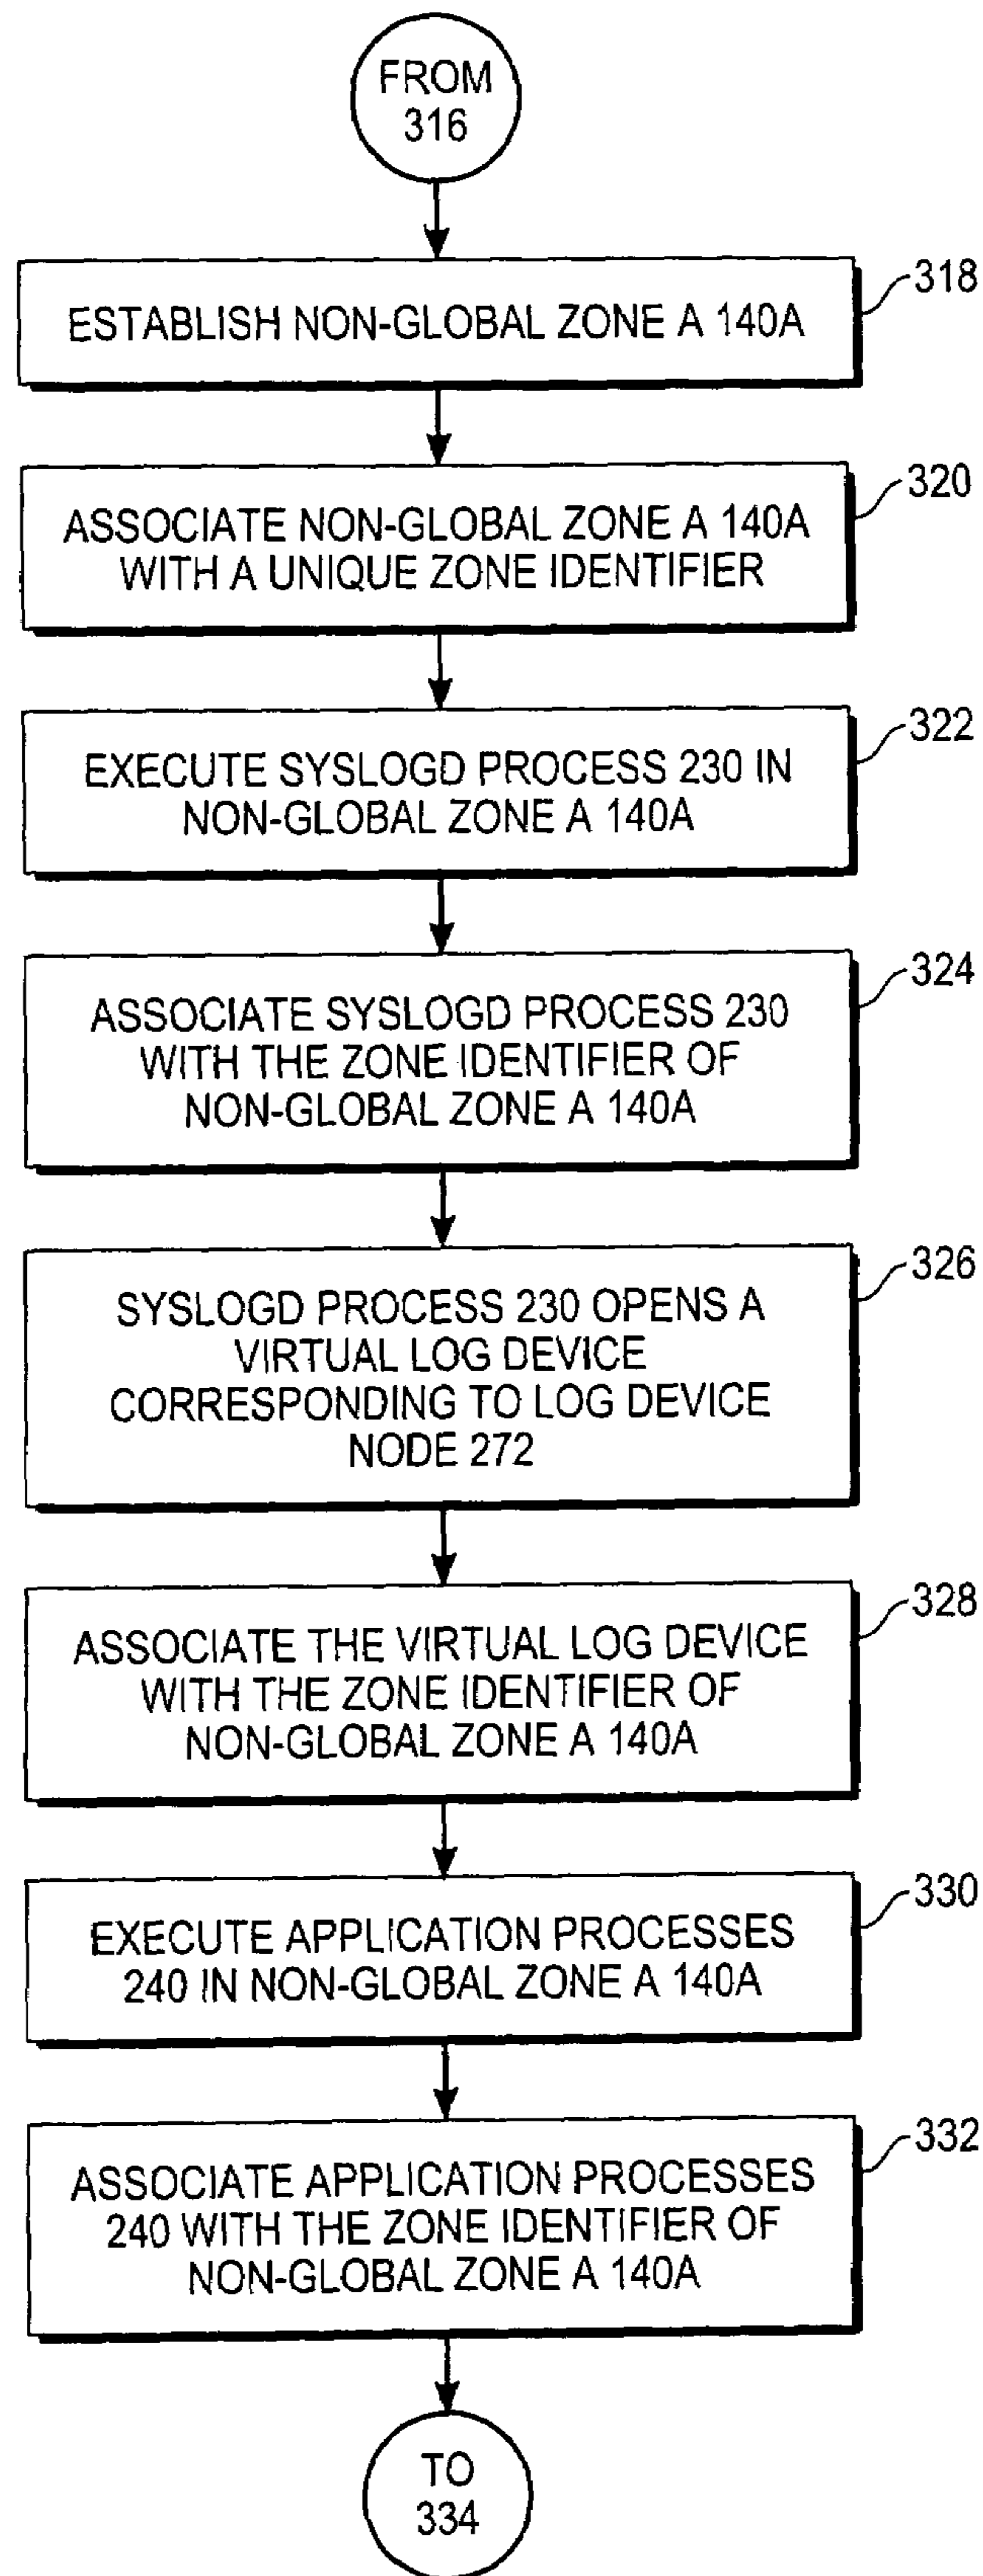 FROM
316
318
ESTABLISH NON-GLOBAL ZONE A 140A
320
ASSOCIATE NON-GLOBAL ZONE A 140A
WITH A UNIQUE ZONE IDENTIFIER
322
EXECUTE SYSLOGD PROCESS 230 IN
NON-GLOBAL ZONE A 140A
324
ASSOCIATE SYSLOGD PROCESS 230
WITH THE ZONE IDENTIFIER OF
NON-GLOBAL ZONE A 140A
326
SYSLOGD PROCESS 230 OPENS A
VIRTUAL LOG DEVICE
CORRESPONDING TO LOG DEVICE
NODE 272
328
ASSOCIATE THE VIRTUAL LOG DEVICE
WITH THE ZONE IDENTIFIER OF
NON-GLOBAL ZONE A 140A
330
EXECUTE APPLICATION PROCESSES
240 IN NON-GLOBAL ZONE A 140A
332
ASSOCIATE APPLICATION PROCESSES
240 WITH THE ZONE IDENTIFIER OF
NON-GLOBAL ZONE A 140A
TO
334